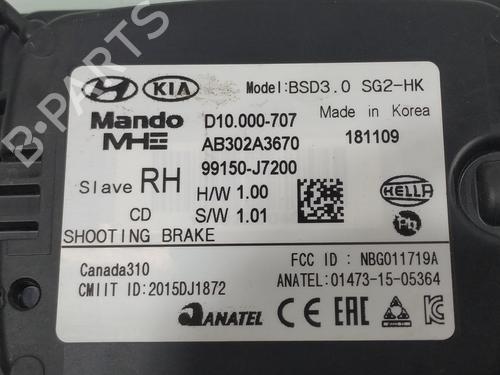 B-PARTS
HYUNDAI KIA Model:BSD3.0 SG2-HK
Mando D10.000-707 Made in Korea
MHE AB302A3670 181109
Slave RH 99150-J7200
H/W 1.00 HELLA
CD S/W 1.01 Pb
SHOOTING BRAKE
Canada310 FCC ID : NBG011719A
CMIIT ID:2015DJ1872 ANATEL:01473-15-05364
ANATEL CE EAC